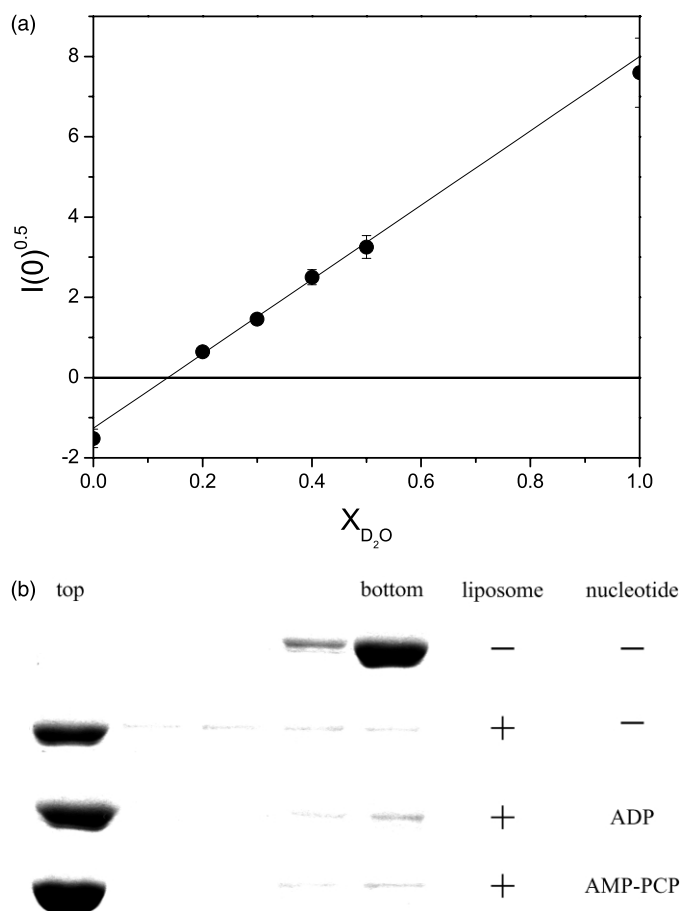 (a)
8
6
4
2
0
-2
I(0)^0.5
0.0 0.2 0.4 0.6 0.8 1.0
X_D₂O
(b) top bottom liposome nucleotide
− −
+ −
+ ADP
+ AMP-PCP